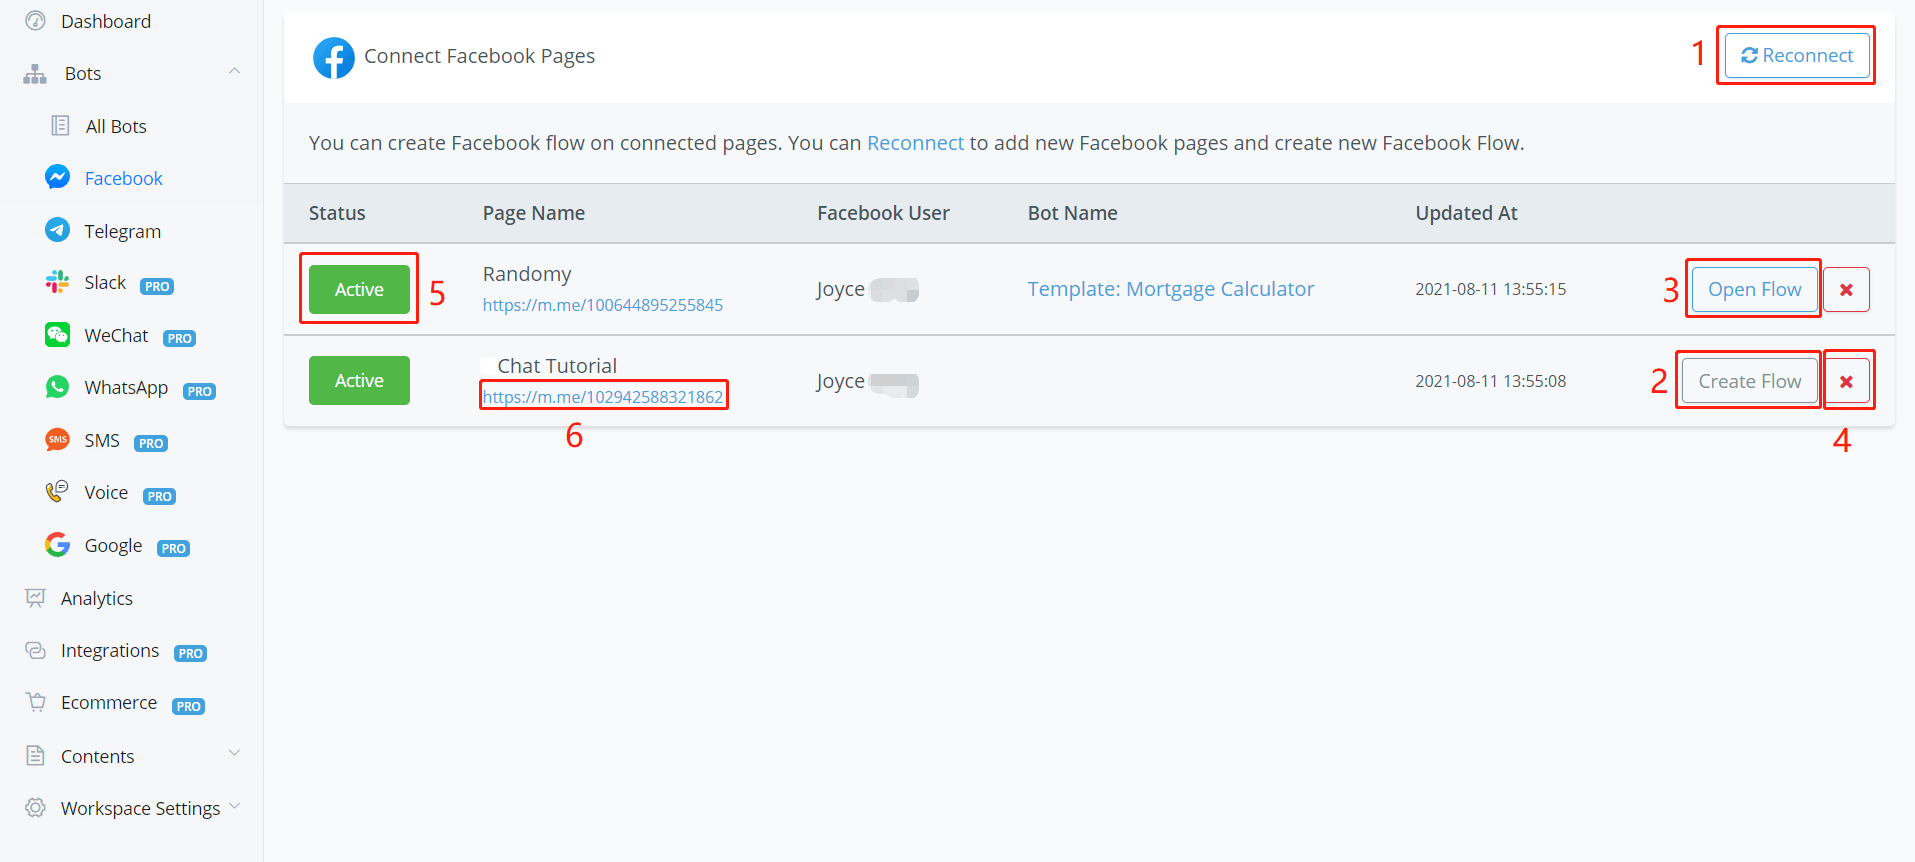 Dashboard
Bots
All Bots
Facebook
Telegram
Slack PRO
WeChat PRO
WhatsApp PRO
SMS SMS PRO
Voice PRO
Google PRO
Analytics
Integrations PRO
Ecommerce PRO
Contents
Workspace Settings
Connect Facebook Pages
1 Reconnect
You can create Facebook flow on connected pages. You can Reconnect to add new Facebook pages and create new Facebook Flow.
Status Page Name Facebook User Bot Name Updated At
Active 5 Randomy Joyce Template: Mortgage Calculator 2021-08-11 13:55:15 3 Open Flow
https://m.me/100644895255845
Active Chat Tutorial Joyce 2021-08-11 13:55:08 2 Create Flow
https://m.me/102942588321862
6
4